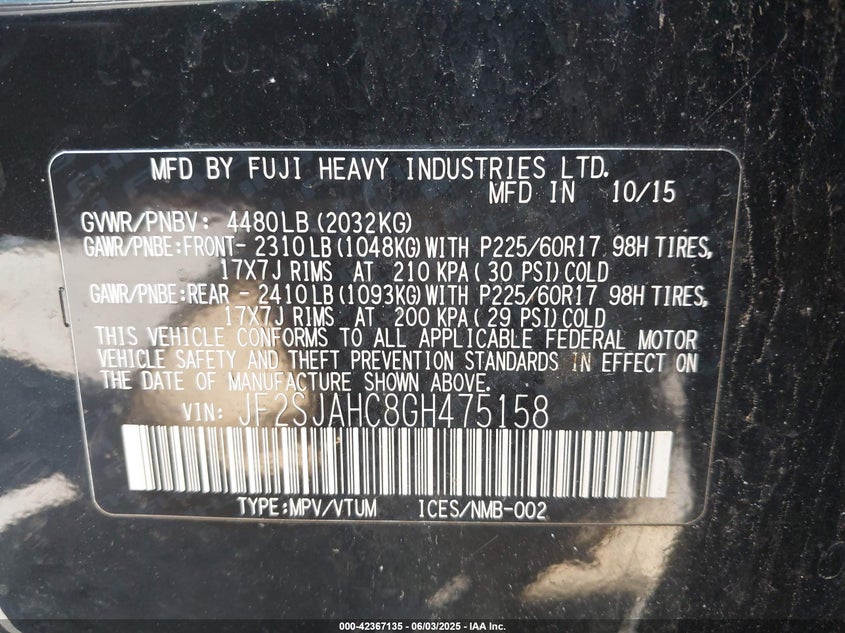 MFD BY FUJI HEAVY INDUSTRIES LTD.
MFD IN 10/15
GVWR/PNBV: 4480LB (2032KG)
GAWR/PNBE:FRONT- 2310LB (1048KG) WITH P225/60R17 98H TIRES,
17X7J RIMS AT 210 KPA ( 30 PSI) COLD
GAWR/PNBE:REAR - 2410LB (1093KG) WITH P225/60R17 98H TIRES,
17X7J RIMS AT 200 KPA ( 29 PSI) COLD
THIS VEHICLE CONFORMS TO ALL APPLICABLE FEDERAL MOTOR
VEHICLE SAFETY AND THEFT PREVENTION STANDARDS IN EFFECT ON
THE DATE OF MANUFACTURE SHOWN ABOVE.
VIN: JF2SJAHC8GH475158
TYPE:MPV/VTUM ICES/NMB-002
000-42367135 - 06/03/2025 - IAA Inc.